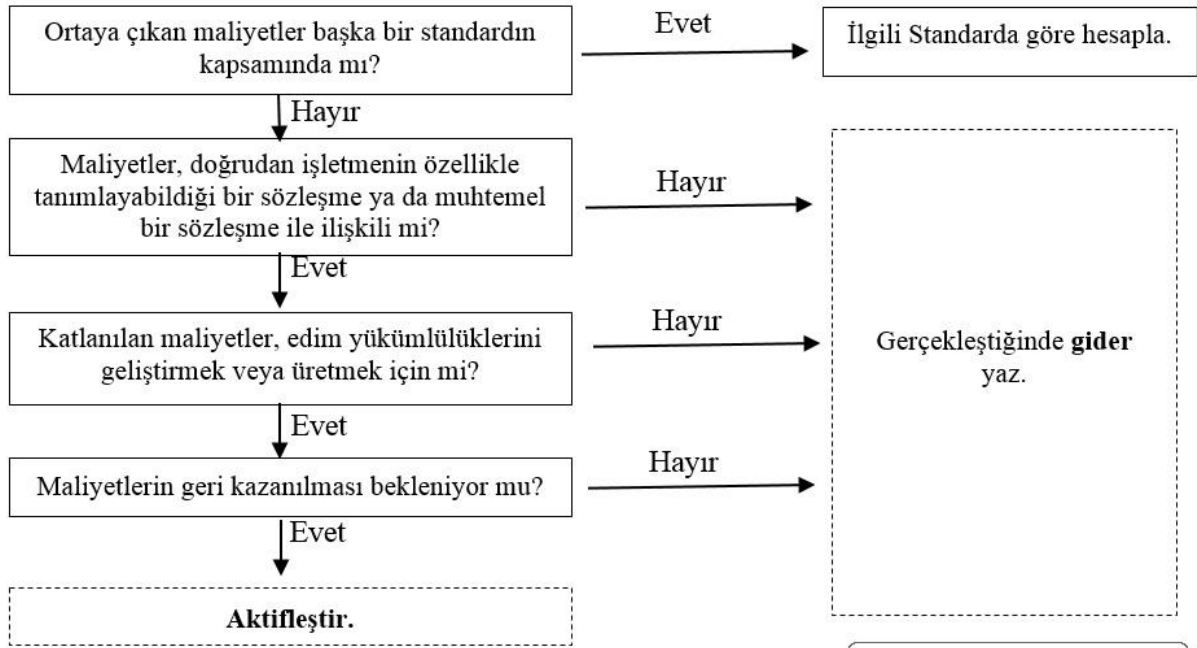 Ortaya çıkan maliyetler başka bir standardın
kapsamında mı?
Evet
İlgili Standarda göre hesapla.
Hayır
Maliyetler, doğrudan işletmenin özellikle
tanımlayabildiği bir sözleşme ya da muhtemel
bir sözleşme ile ilişkili mi?
Hayır
Evet
Katlanılan maliyetler, edim yükümlülüklerini
geliştirmek veya üretmek için mi?
Hayır
Gerçekleştiğinde gider
yaz.
Evet
Maliyetlerin geri kazanılması bekleniyor mu?
Hayır
Evet
Aktifleştir.